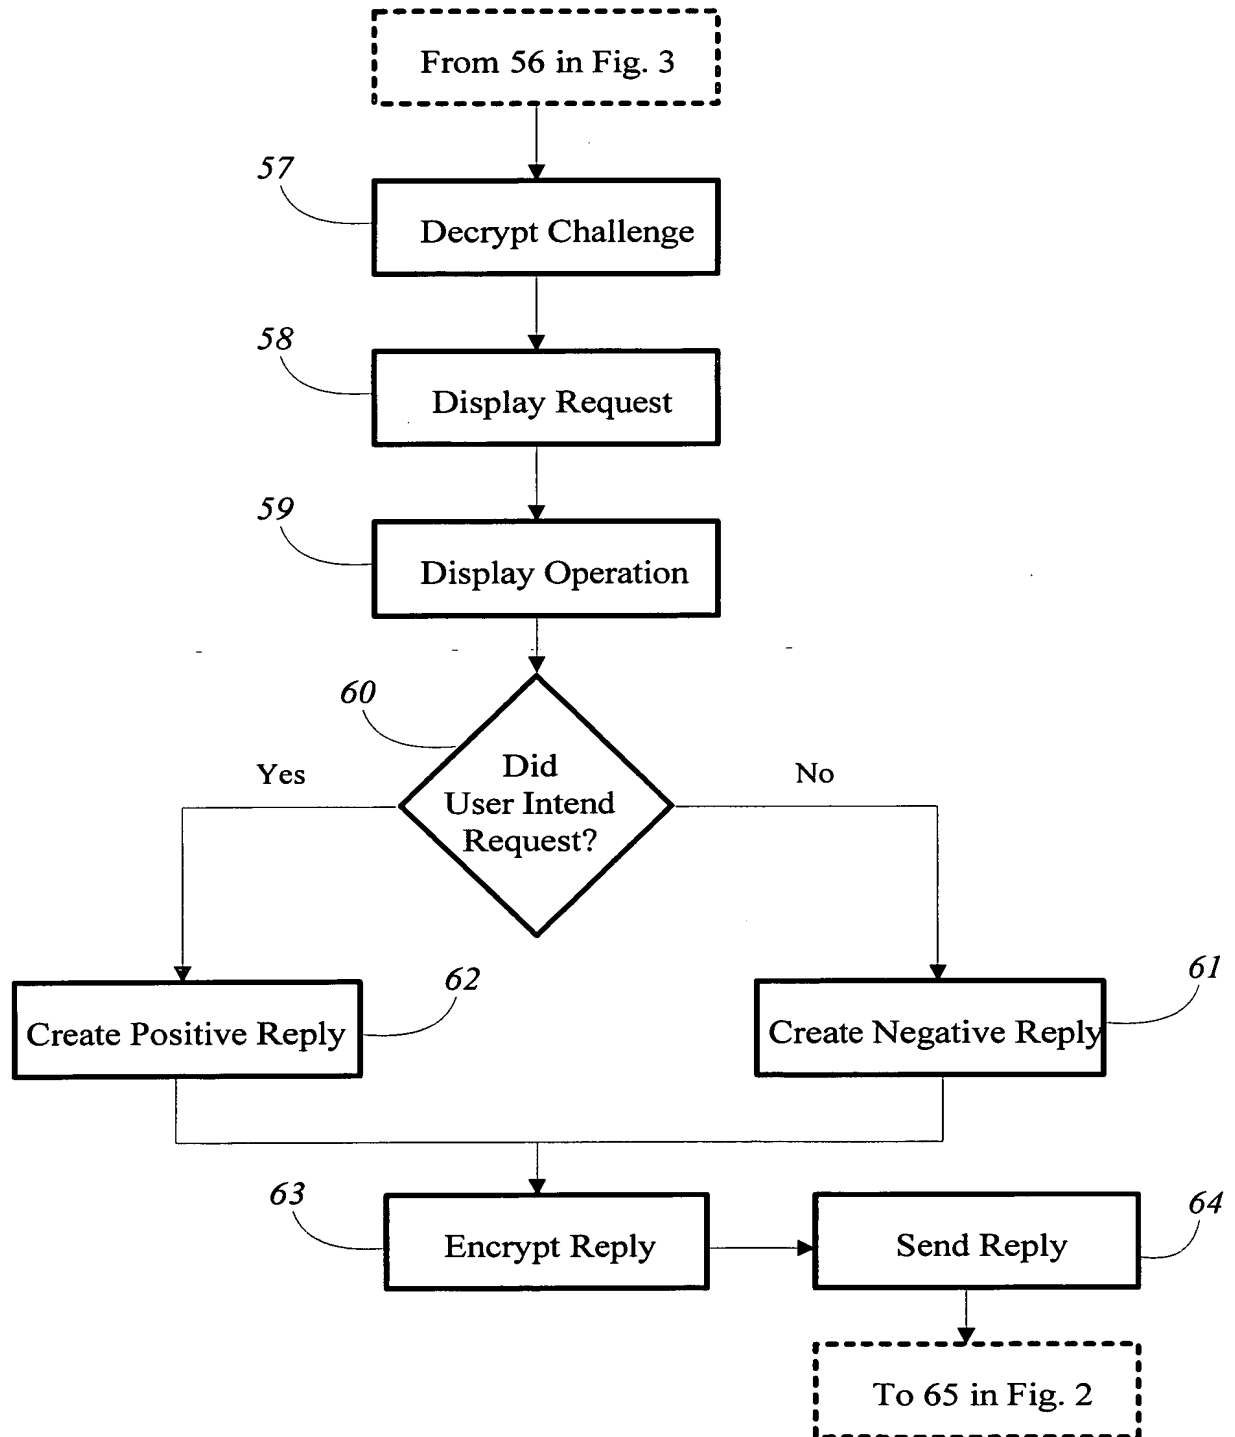 From 56 in Fig. 3
57
Decrypt Challenge
58
Display Request
59
Display Operation
60
Did
User Intend
Request?
Yes
No
62
Create Positive Reply
61
Create Negative Reply
63
Encrypt Reply
64
Send Reply
To 65 in Fig. 2